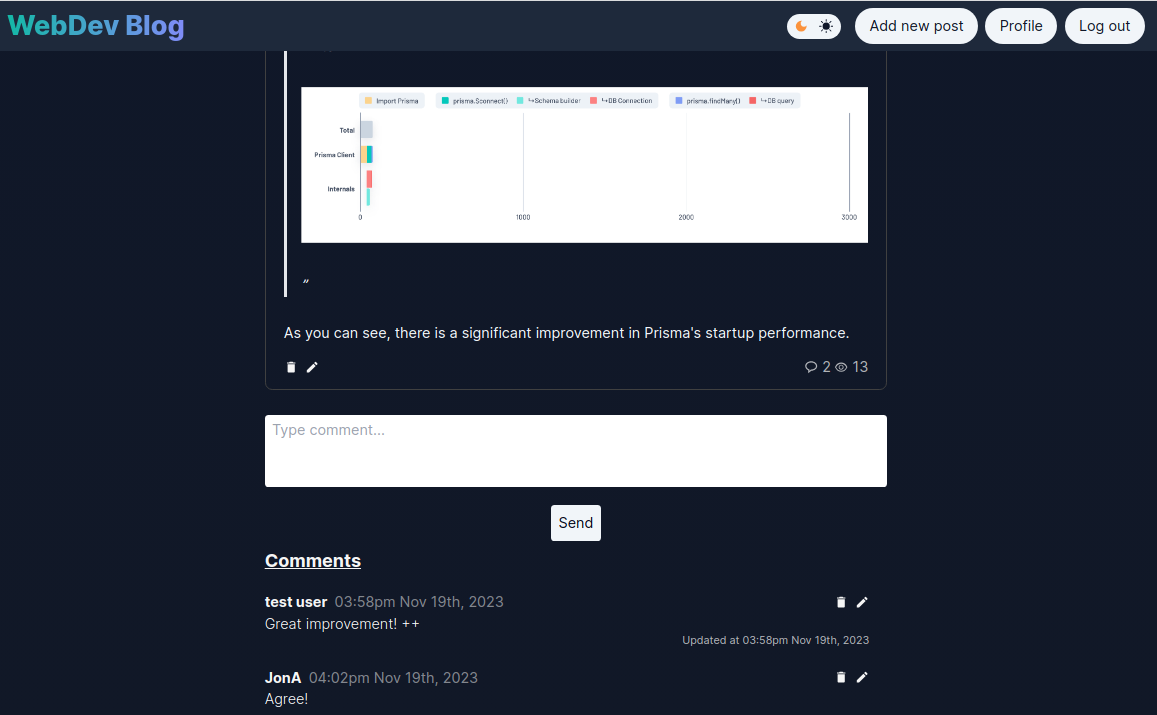 WebDev Blog
Add new post
Profile
Log out
Import Prisma
prisma.$connect()
↪Schema builder
↪DB Connection
prisma.findMany()
↪DB query
Total
Prisma Client
Internals
0
1000
2000
3000
”
As you can see, there is a significant improvement in Prisma's startup performance.
2
13
Type comment...
Send
Comments
test user 03:58pm Nov 19th, 2023
Great improvement! ++
Updated at 03:58pm Nov 19th, 2023
JonA 04:02pm Nov 19th, 2023
Agree!